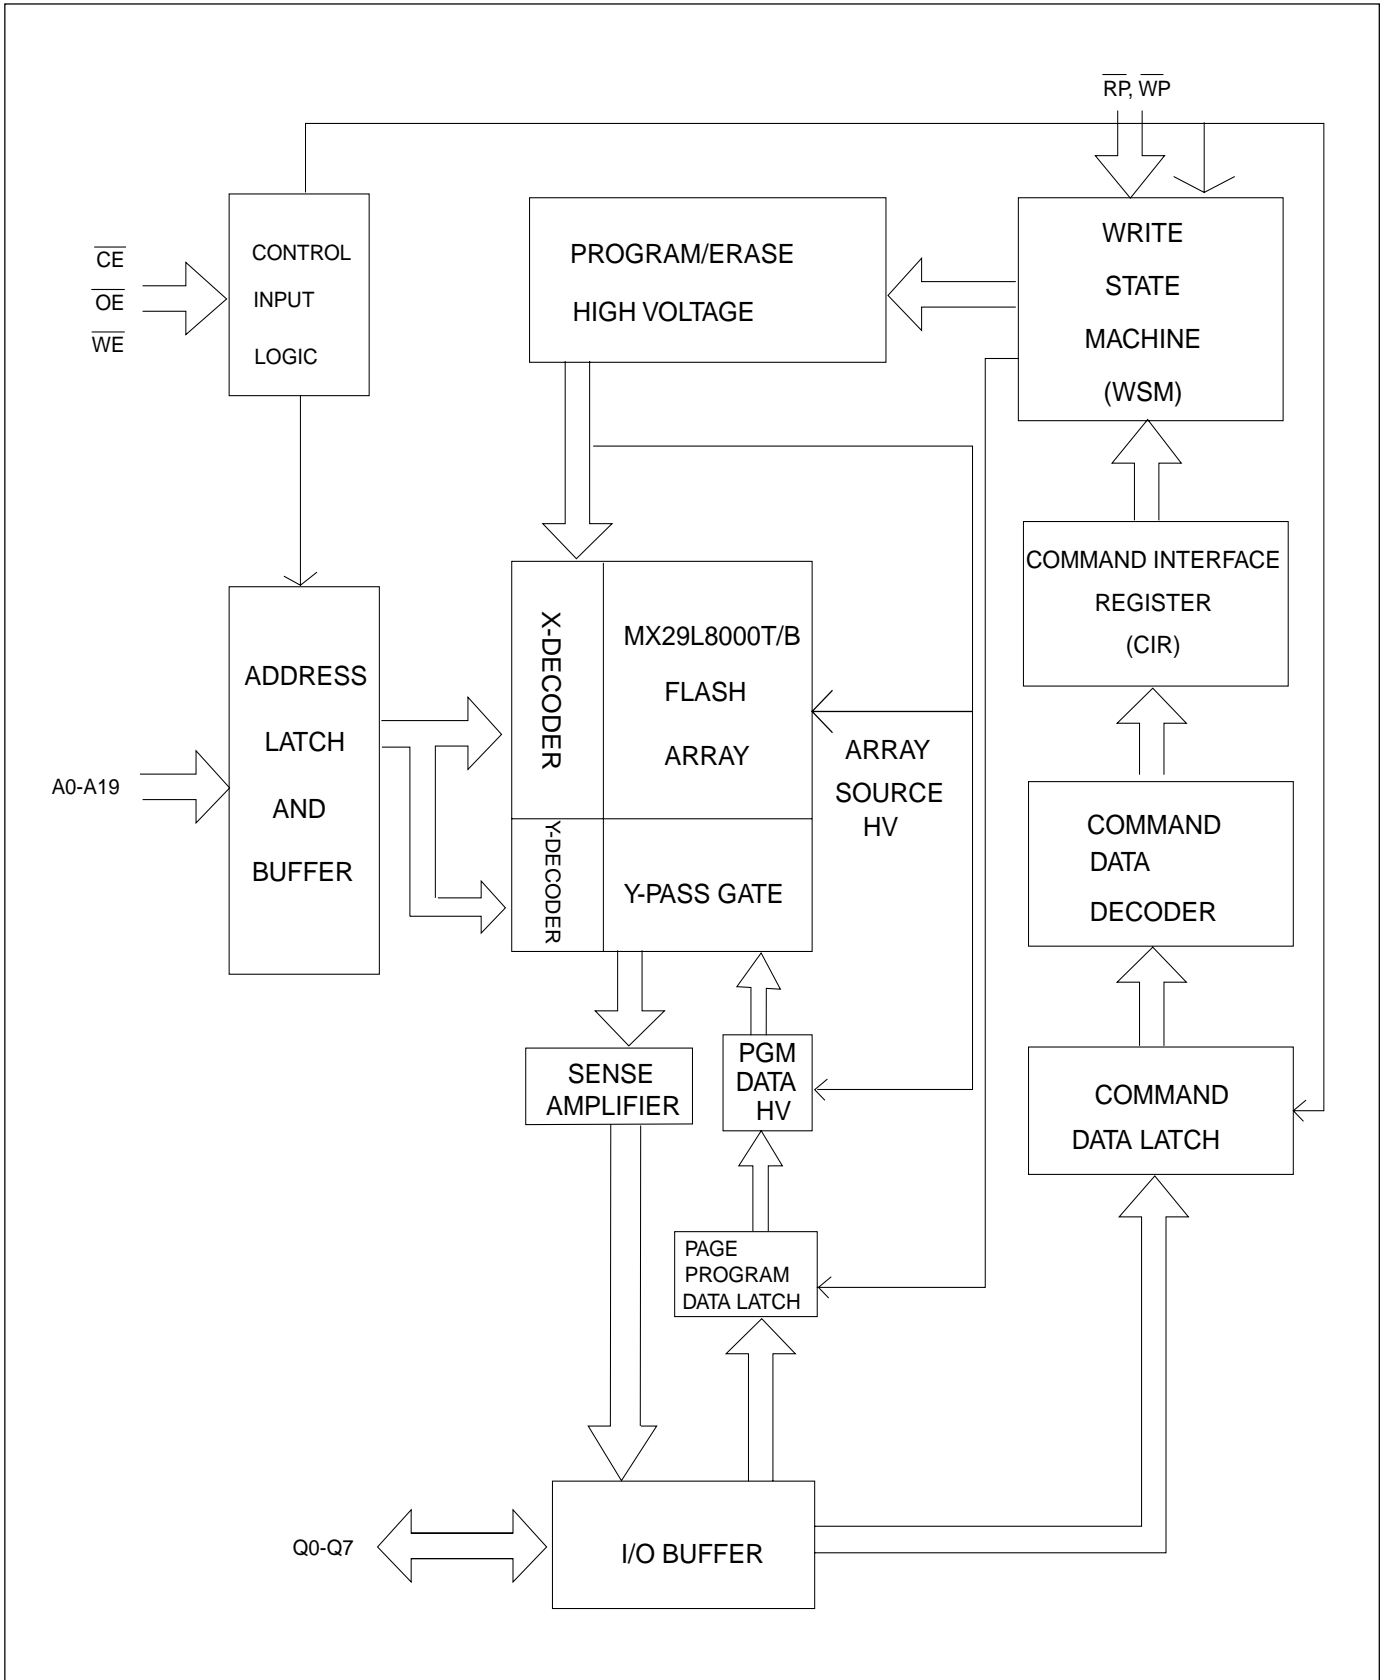 RP, WP
CE
OE
WE
CONTROL
INPUT
LOGIC
PROGRAM/ERASE
HIGH VOLTAGE
WRITE
STATE
MACHINE
(WSM)
COMMAND INTERFACE
REGISTER
(CIR)
X-DECODER
MX29L8000T/B
FLASH
ARRAY
ADDRESS
LATCH
AND
BUFFER
A0-A19
ARRAY
SOURCE
HV
Y-DECODER
Y-PASS GATE
COMMAND
DATA
DECODER
SENSE
AMPLIFIER
PGM
DATA
HV
COMMAND
DATA LATCH
PAGE
PROGRAM
DATA LATCH
Q0-Q7
I/O BUFFER